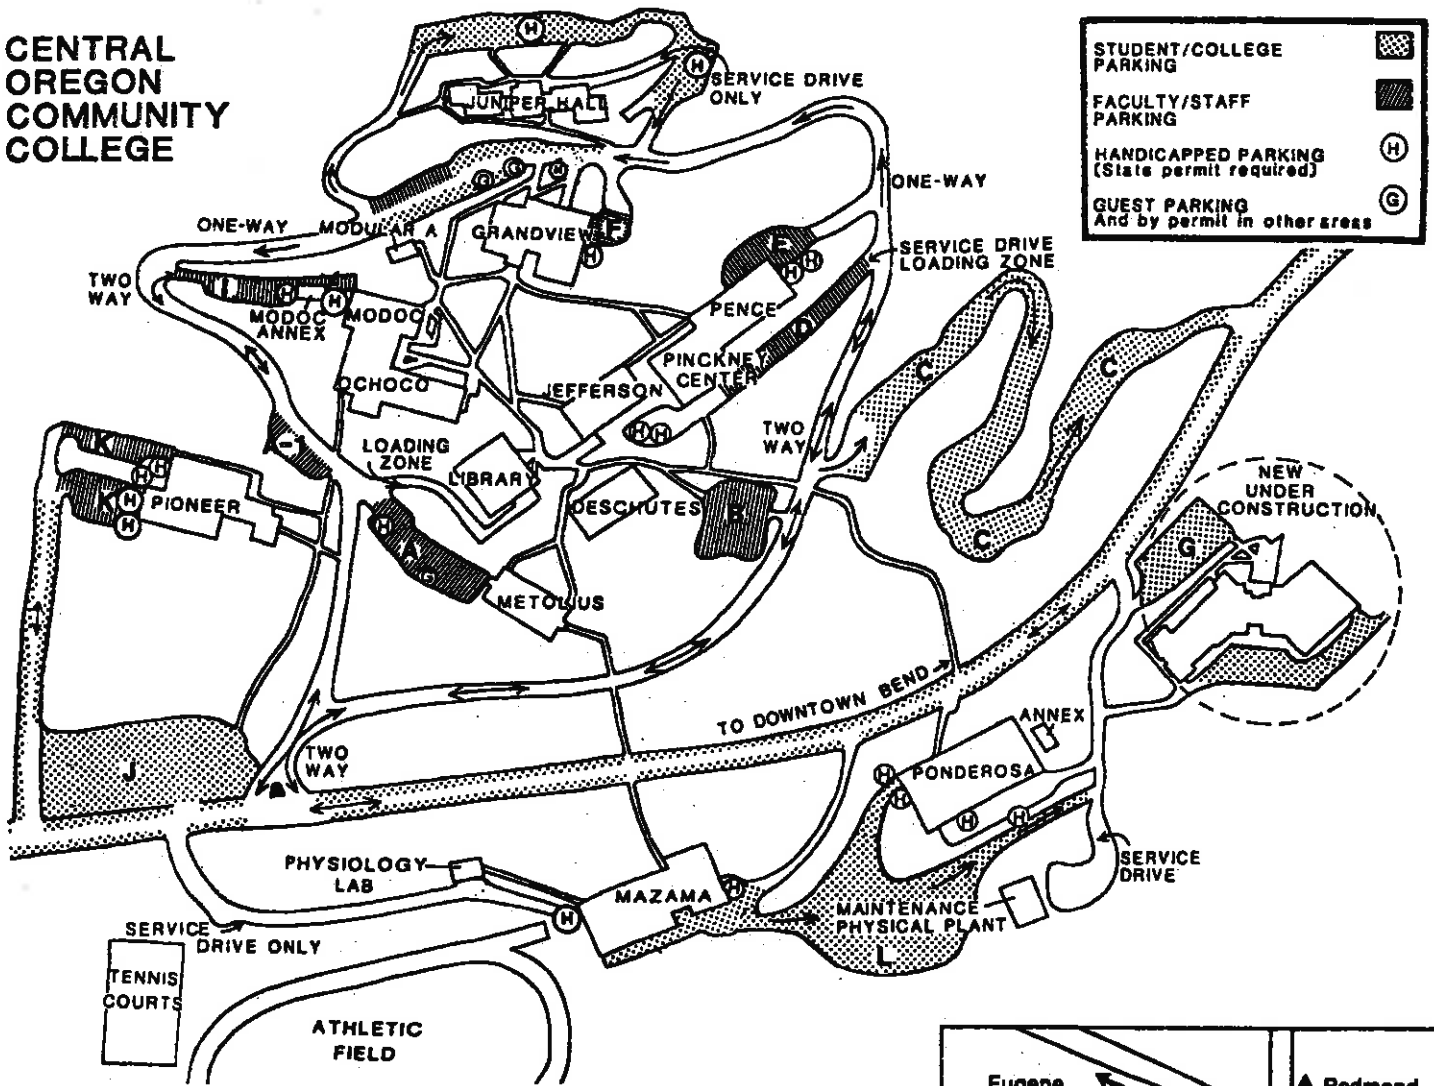 CENTRAL
OREGON
COMMUNITY
COLLEGE
STUDENT/COLLEGE
PARKING
FACULTY/STAFF
PARKING
HANDICAPPED PARKING
(State permit required)
H
GUEST PARKING
And by permit in other areas
G
H
H
SERVICE DRIVE
ONLY
JUNIPER HALL
G
G
H
ONE-WAY
ONE-WAY
MODULAR A
GRANDVIEW
F
H
E
H
H
SERVICE DRIVE
LOADING ZONE
TWO
WAY
I
H
H
MODOC
ANNEX
MODOC
PENCE
D
PINCKNEY
CENTER
OCHOCO
JEFFERSON
C
C
H
H
TWO
WAY
K
LOADING
ZONE
LIBRARY
H
H
K
H
H
PIONEER
DESCHUTES
B
NEW
UNDER
CONSTRUCTION
H
A
G
C
G
METOLIUS
TO DOWNTOWN BEND
J
TWO
WAY
ANNEX
H
PONDEROSA
H
H
H
PHYSIOLOGY
LAB
MAZAMA
H
SERVICE
DRIVE
H
MAINTENANCE
PHYSICAL PLANT
SERVICE
DRIVE ONLY
L
TENNIS
COURTS
ATHLETIC
FIELD
Eugene
Redmond